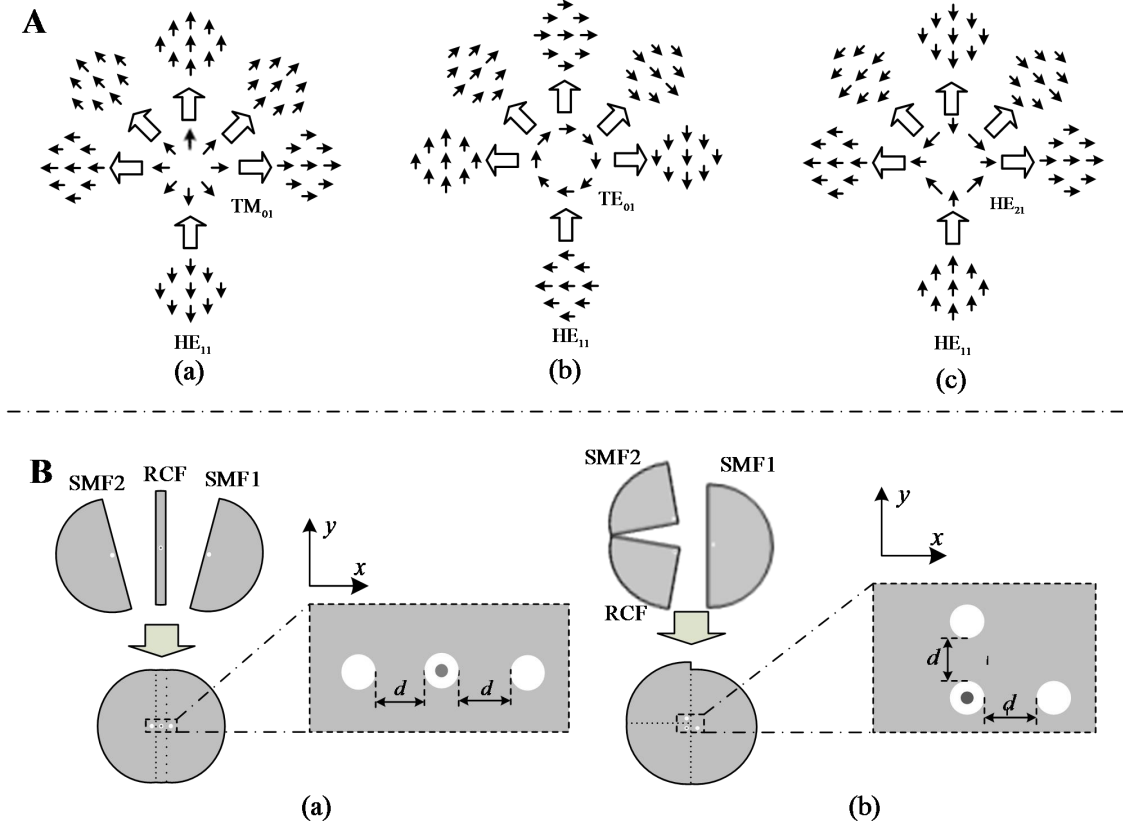 A
TM01
HE11
(a)
TE01
HE11
(b)
HE21
HE11
(c)
B
SMF2
RCF
SMF1
y
x
d
d
(a)
SMF2
SMF1
RCF
y
x
d
d
(b)